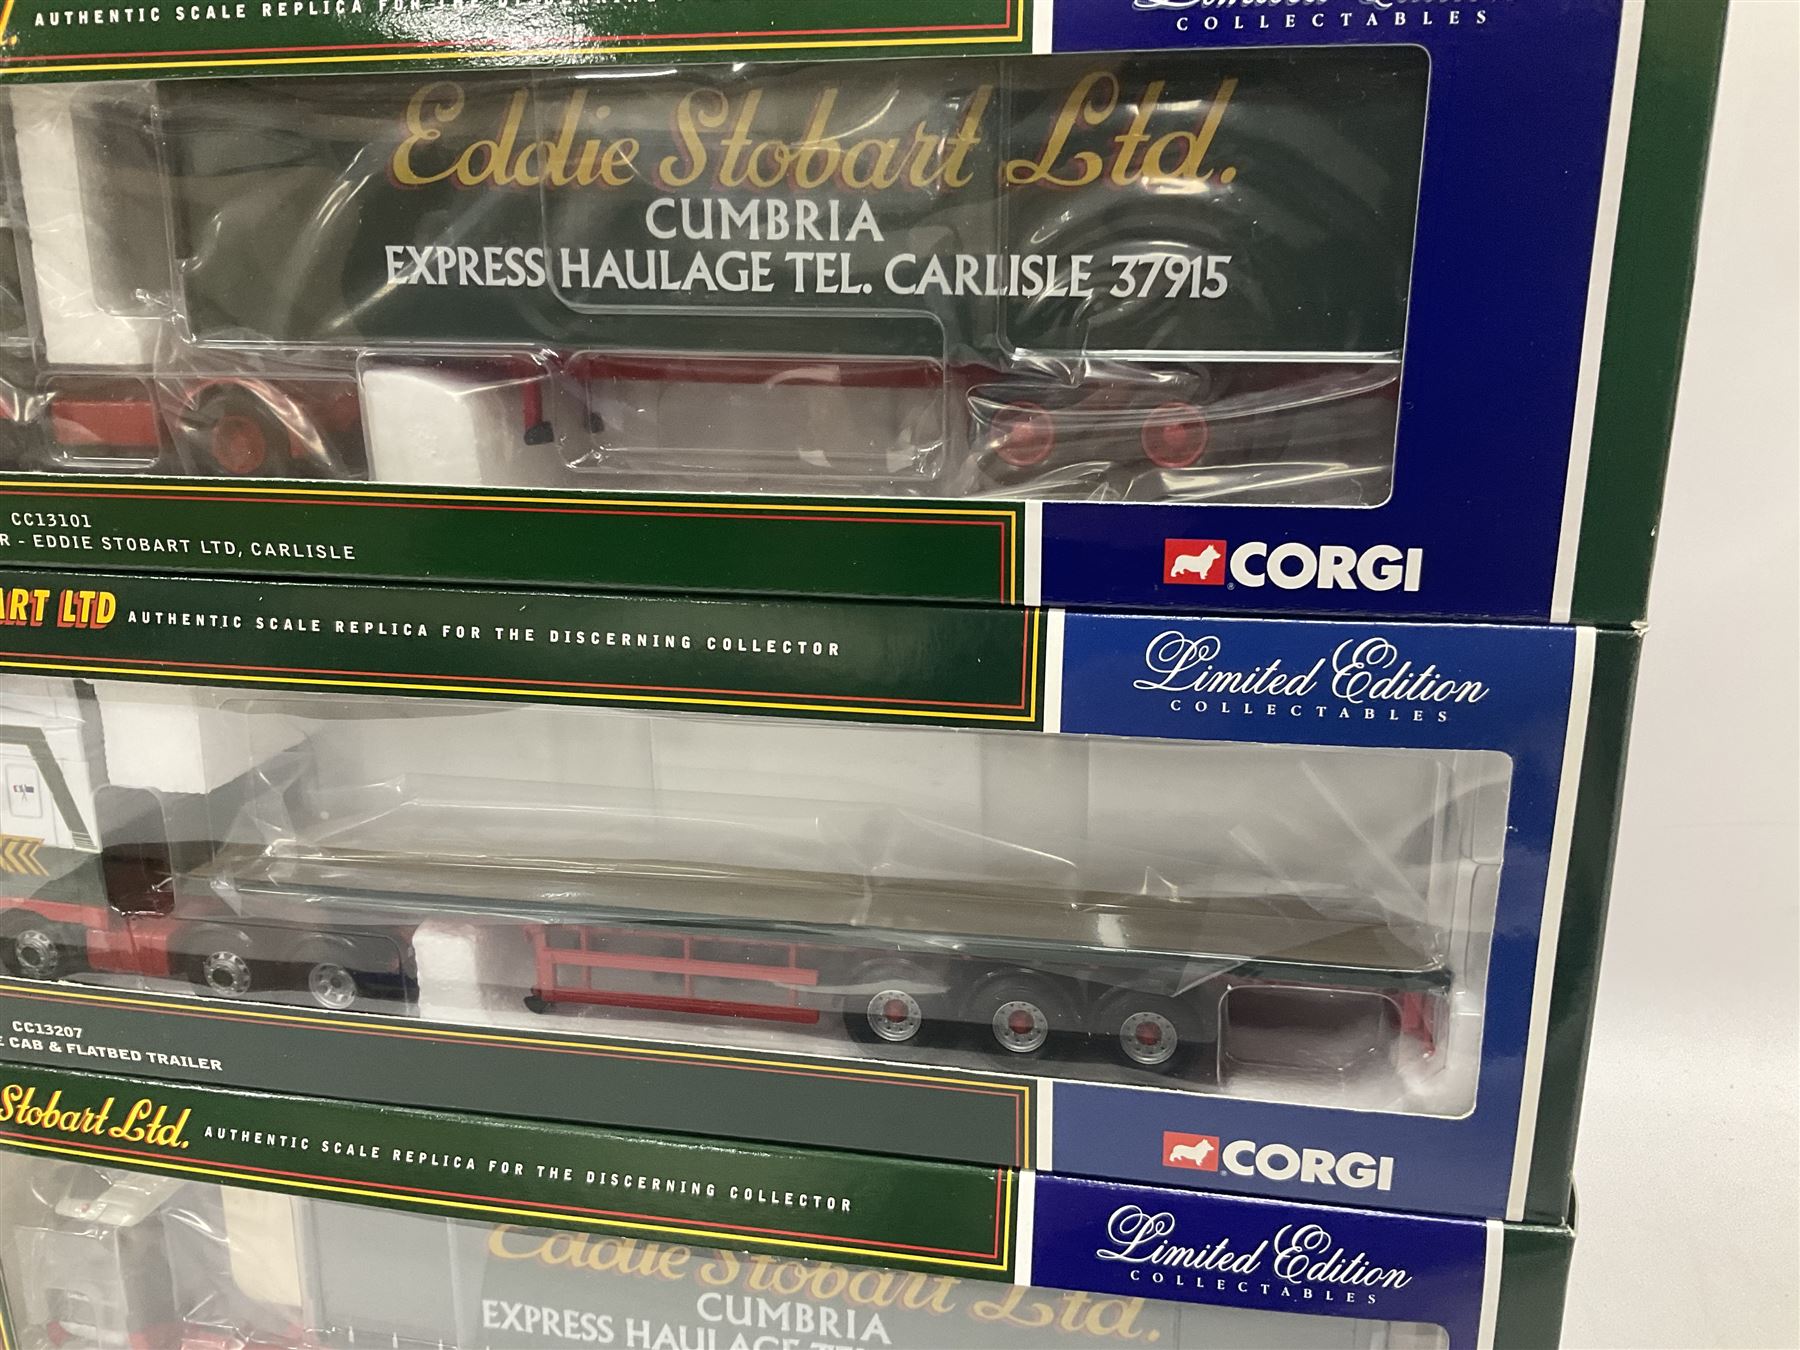 AUTHENTIC SCALE REPLICA FOR THE DISCERNING
Limited Edition
COLLECTABLES
Eddie Stobart Ltd.
CUMBRIA
EXPRESS HAULAGE TEL. CARLISLE 37915
CC13101
R - EDDIE STOBART LTD, CARLISLE
CORGI
ART LTD AUTHENTIC SCALE REPLICA FOR THE DISCERNING COLLECTOR
Limited Edition
COLLECTABLES
CC13207
E CAB & FLATBED TRAILER
CORGI
Stobart Ltd. AUTHENTIC SCALE REPLICA FOR THE DISCERNING COLLECTOR
Limited Edition
COLLECTABLES
Eddie Stobart Ltd.
CUMBRIA
EXPRESS HAULAGE TEL